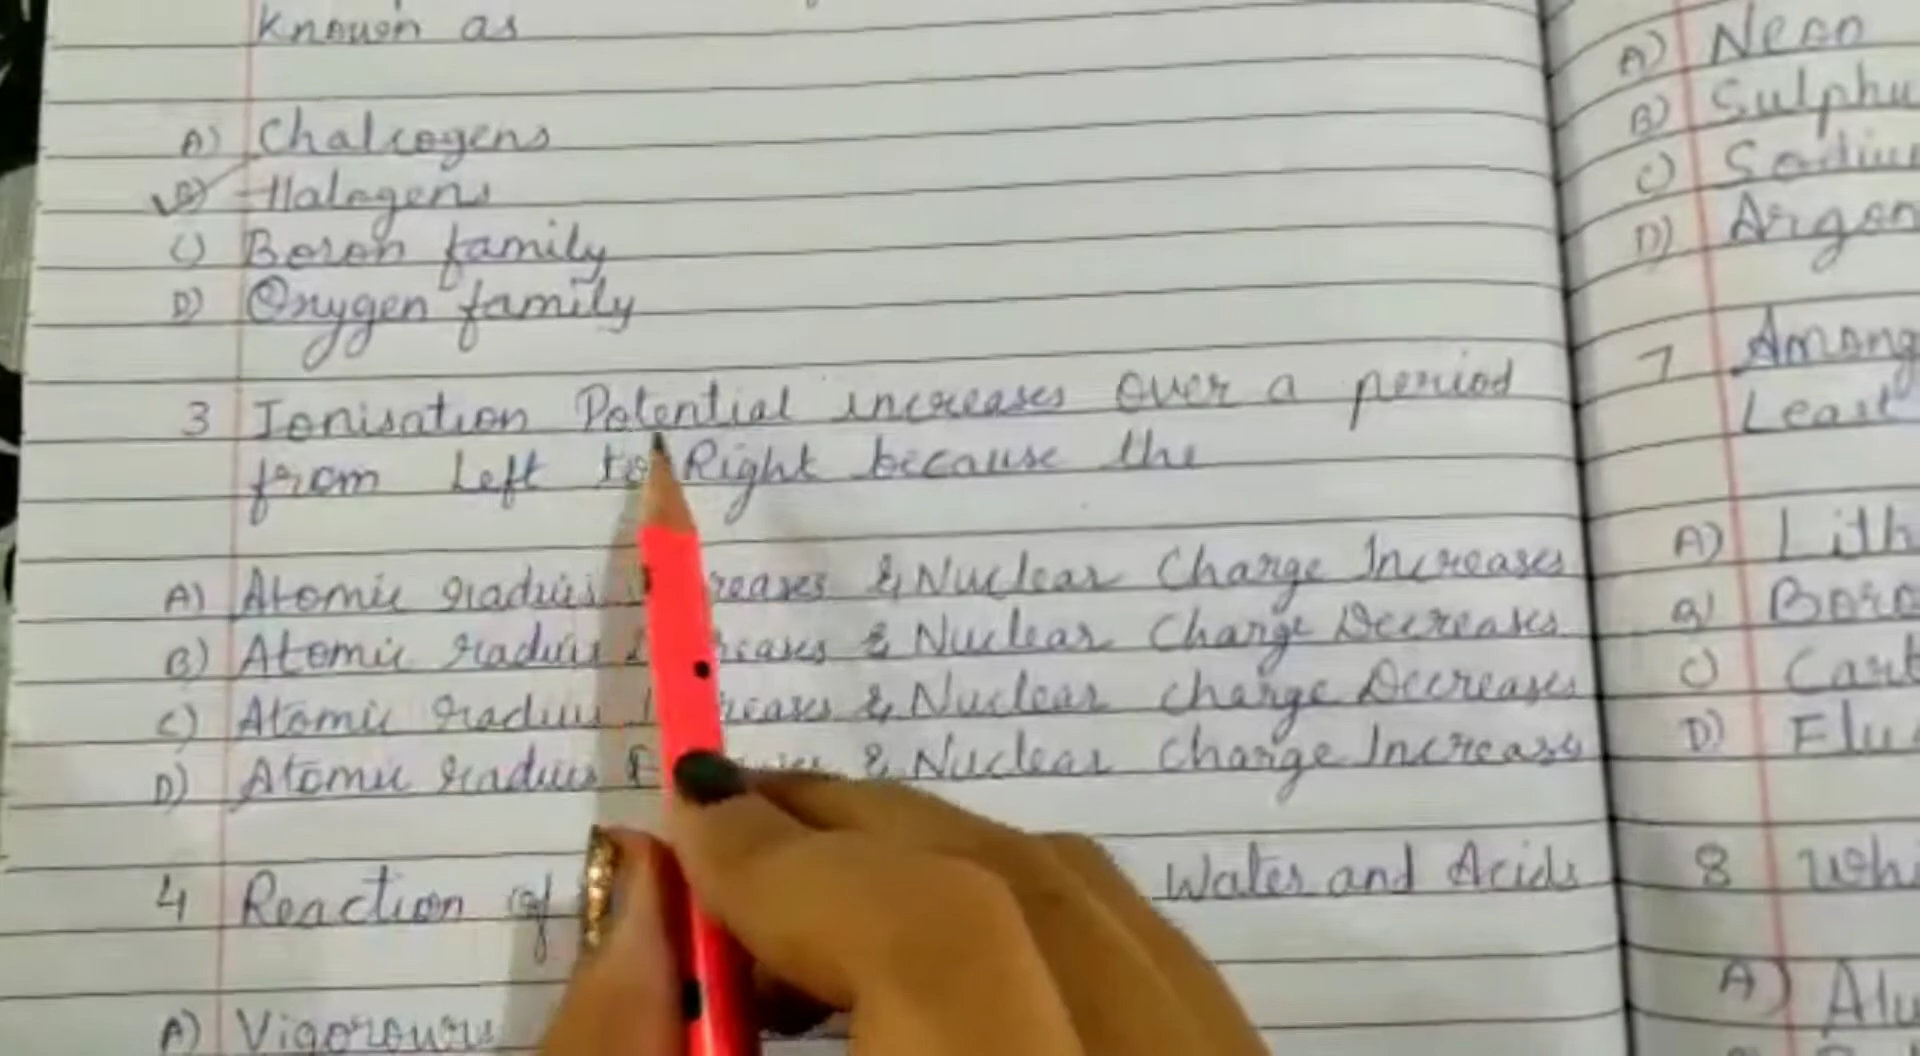 Known as
A) Chalcogens
B) Halogens
C) Boron family
D) Oxygen family
3 Ionisation Potential increases over a period
from Left to Right because the
A) Atomic radius & Nuclear Charge Increases
B) Atomic radius & Nuclear Charge Decreases
C) Atomic radius & Nuclear charge Decreases
D) Atomic radius & Nuclear Charge Increases
4 Reaction of Water and Acids
A) Vigorours
A) Neon
B) Sulphu
C) Sodium
D) Argon
7 Among
Least
A) Lith
B) Boro
C) Carb
D) Flu
8 Whi
A) Alu